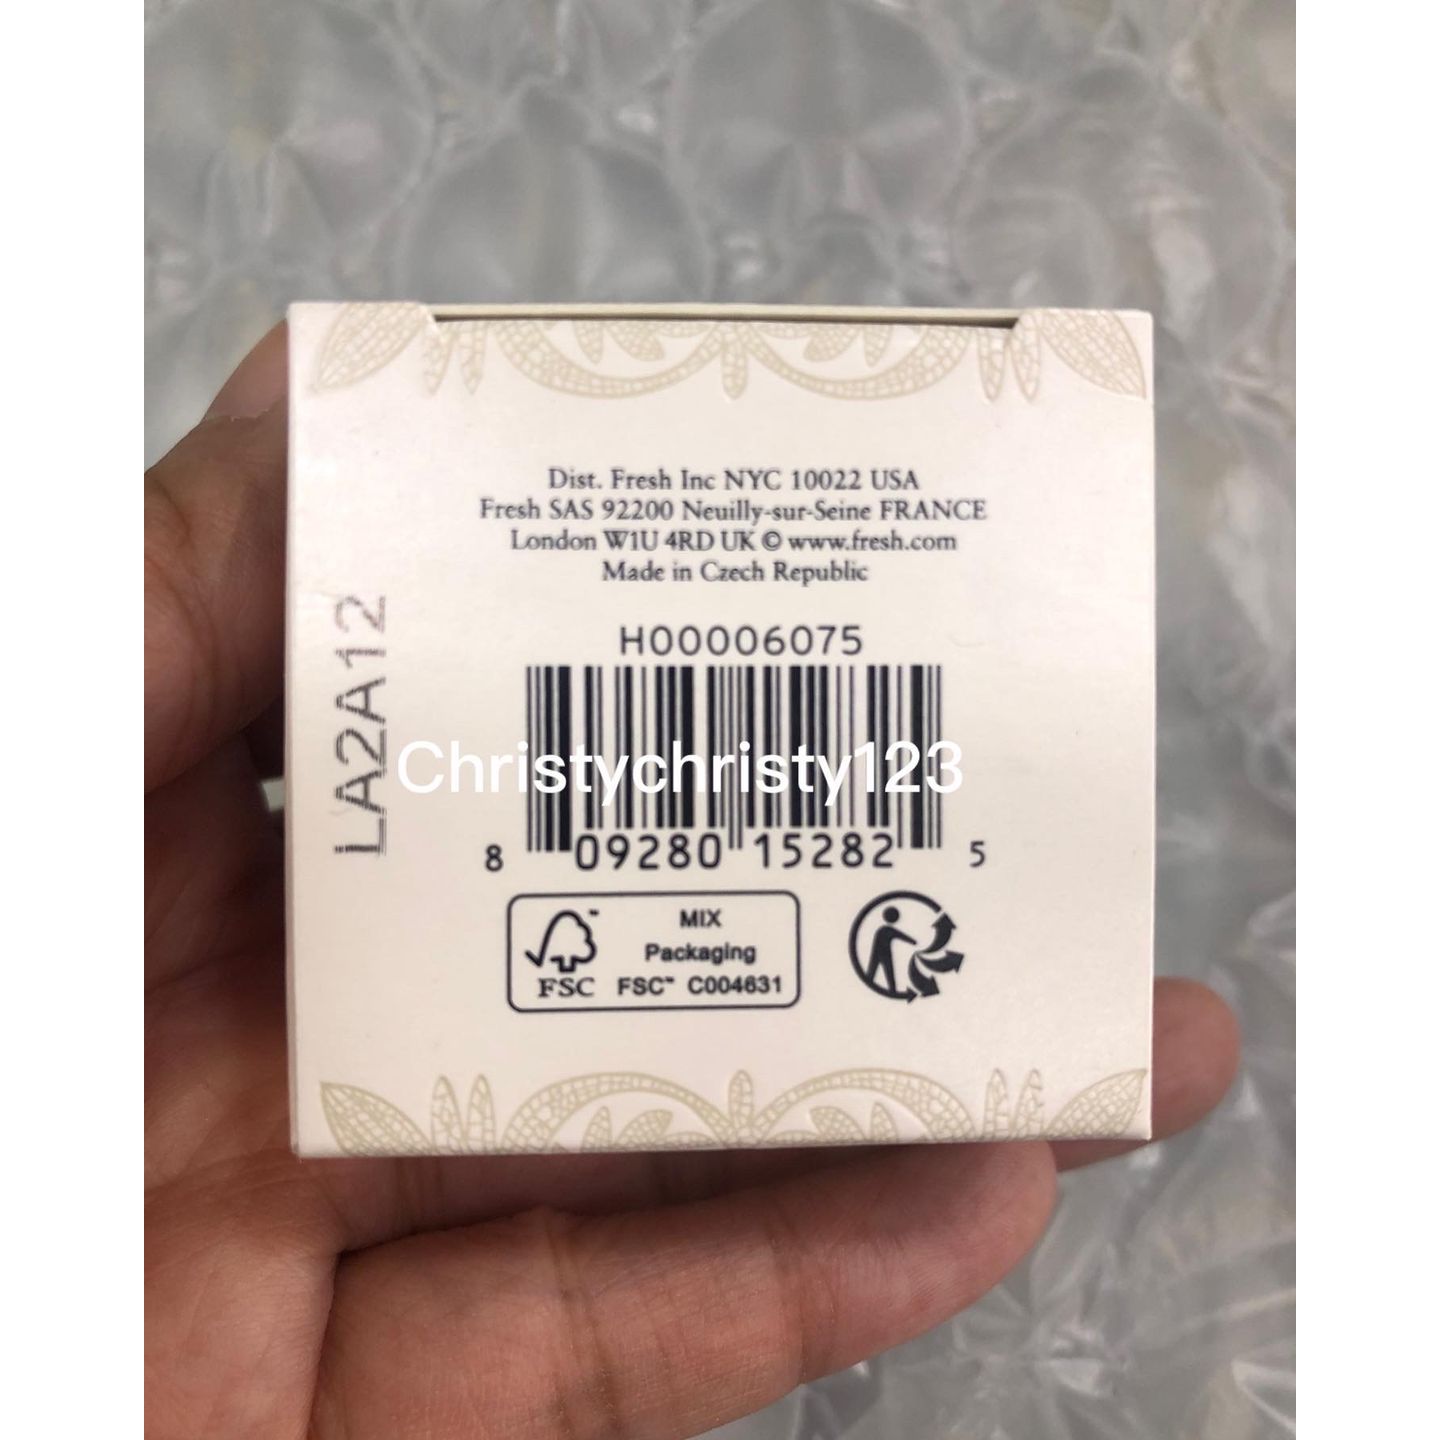 Dist. Fresh Inc NYC 10022 USA
Fresh SAS 92200 Neuilly-sur-Seine FRANCE
London W1U 4RD UK © www.fresh.com
Made in Czech Republic
H00006075
LA2A12
Christychristy123
8 09280 15282 5
MIX
Packaging
FSC™ FSC™ C004631